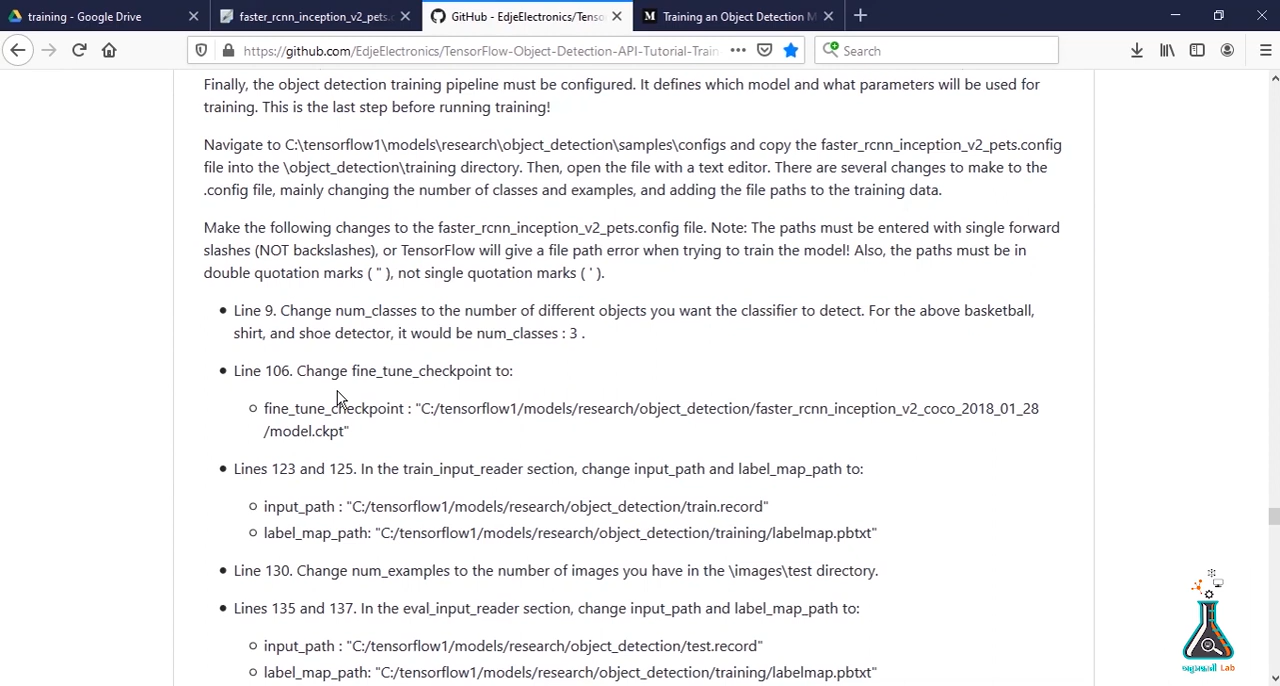 training - Google Drive
faster_rcnn_inception_v2_pets.c
GitHub - EdjeElectronics/Tenso
Training an Object Detection M
https://github.com/EdjeElectronics/TensorFlow-Object-Detection-API-Tutorial-Train
Search
Finally, the object detection training pipeline must be configured. It defines which model and what parameters will be used for
training. This is the last step before running training!
Navigate to C:\tensorflow1\models\research\object_detection\samples\configs and copy the faster_rcnn_inception_v2_pets.config
file into the \object_detection\training directory. Then, open the file with a text editor. There are several changes to make to the
.config file, mainly changing the number of classes and examples, and adding the file paths to the training data.
Make the following changes to the faster_rcnn_inception_v2_pets.config file. Note: The paths must be entered with single forward
slashes (NOT backslashes), or TensorFlow will give a file path error when trying to train the model! Also, the paths must be in
double quotation marks ( " ), not single quotation marks ( ' ).
• Line 9. Change num_classes to the number of different objects you want the classifier to detect. For the above basketball,
shirt, and shoe detector, it would be num_classes : 3 .
• Line 106. Change fine_tune_checkpoint to:
fine_tune_checkpoint : "C:/tensorflow1/models/research/object_detection/faster_rcnn_inception_v2_coco_2018_01_28
/model.ckpt"
• Lines 123 and 125. In the train_input_reader section, change input_path and label_map_path to:
input_path : "C:/tensorflow1/models/research/object_detection/train.record"
label_map_path: "C:/tensorflow1/models/research/object_detection/training/labelmap.pbtxt"
• Line 130. Change num_examples to the number of images you have in the \images\test directory.
• Lines 135 and 137. In the eval_input_reader section, change input_path and label_map_path to:
input_path : "C:/tensorflow1/models/research/object_detection/test.record"
label_map_path: "C:/tensorflow1/models/research/object_detection/training/labelmap.pbtxt"
Lab